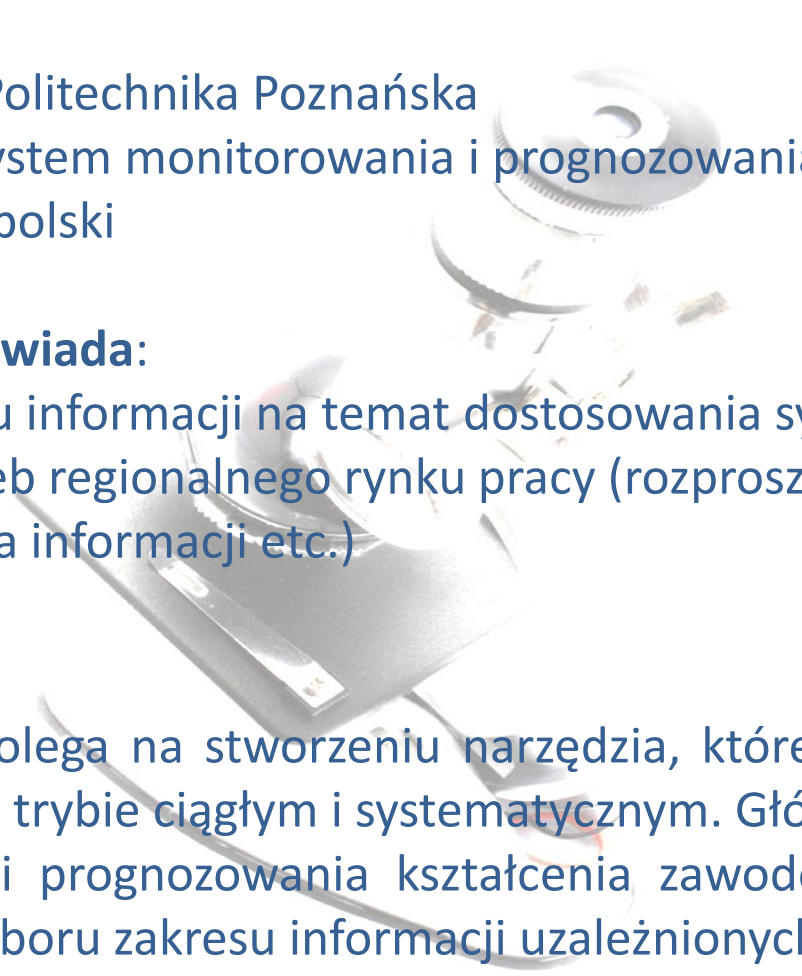 Politechnika Poznańska
ystem monitorowania i prognozowania
polski
wiada:
u informacji na temat dostosowania sy
eb regionalnego rynku pracy (rozprosz
a informacji etc.)
olega na stworzeniu narzędzia, które
trybie ciągłym i systematycznym. Głó
i prognozowania kształcenia zawodo
boru zakresu informacji uzależnionych